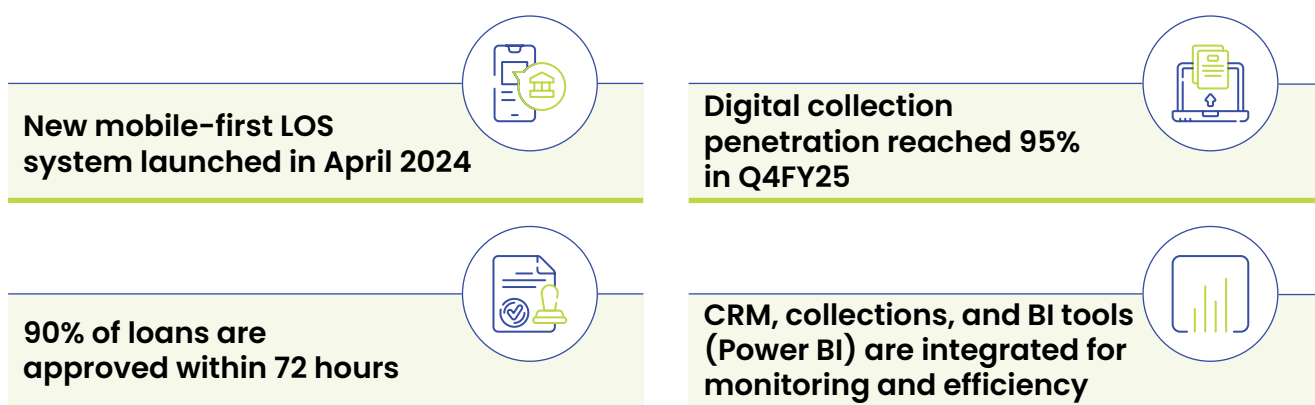 New mobile-first LOS
system launched in April 2024
Digital collection
penetration reached 95%
in Q4FY25
90% of loans are
approved within 72 hours
CRM, collections, and BI tools
(Power BI) are integrated for
monitoring and efficiency